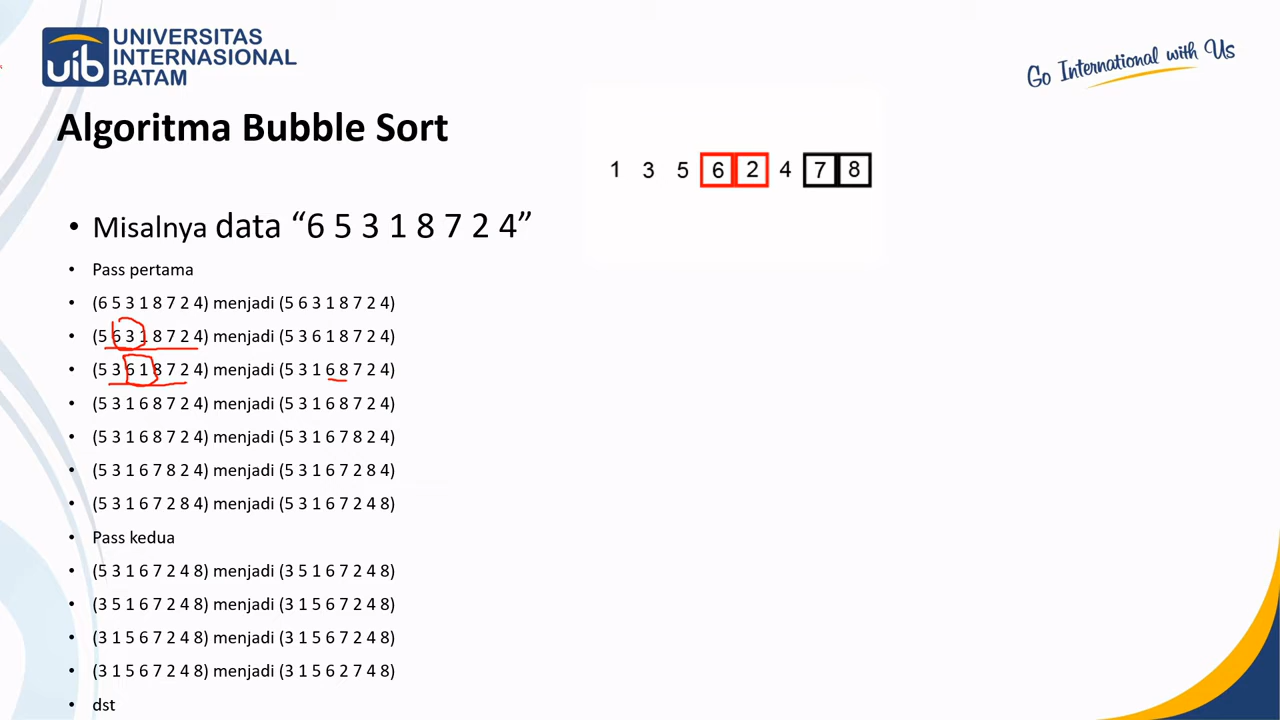 UNIVERSITAS
INTERNASIONAL
BATAM
uib
Go International with Us
Algoritma Bubble Sort
1 3 5 6 2 4 7 8
• Misalnya data “6 5 3 1 8 7 2 4”
• Pass pertama
• (6 5 3 1 8 7 2 4) menjadi (5 6 3 1 8 7 2 4)
• (5 6 3 1 8 7 2 4) menjadi (5 3 6 1 8 7 2 4)
• (5 3 6 1 8 7 2 4) menjadi (5 3 1 6 8 7 2 4)
• (5 3 1 6 8 7 2 4) menjadi (5 3 1 6 8 7 2 4)
• (5 3 1 6 8 7 2 4) menjadi (5 3 1 6 7 8 2 4)
• (5 3 1 6 7 8 2 4) menjadi (5 3 1 6 7 2 8 4)
• (5 3 1 6 7 2 8 4) menjadi (5 3 1 6 7 2 4 8)
• Pass kedua
• (5 3 1 6 7 2 4 8) menjadi (3 5 1 6 7 2 4 8)
• (3 5 1 6 7 2 4 8) menjadi (3 1 5 6 7 2 4 8)
• (3 1 5 6 7 2 4 8) menjadi (3 1 5 6 7 2 4 8)
• (3 1 5 6 7 2 4 8) menjadi (3 1 5 6 2 7 4 8)
• dst